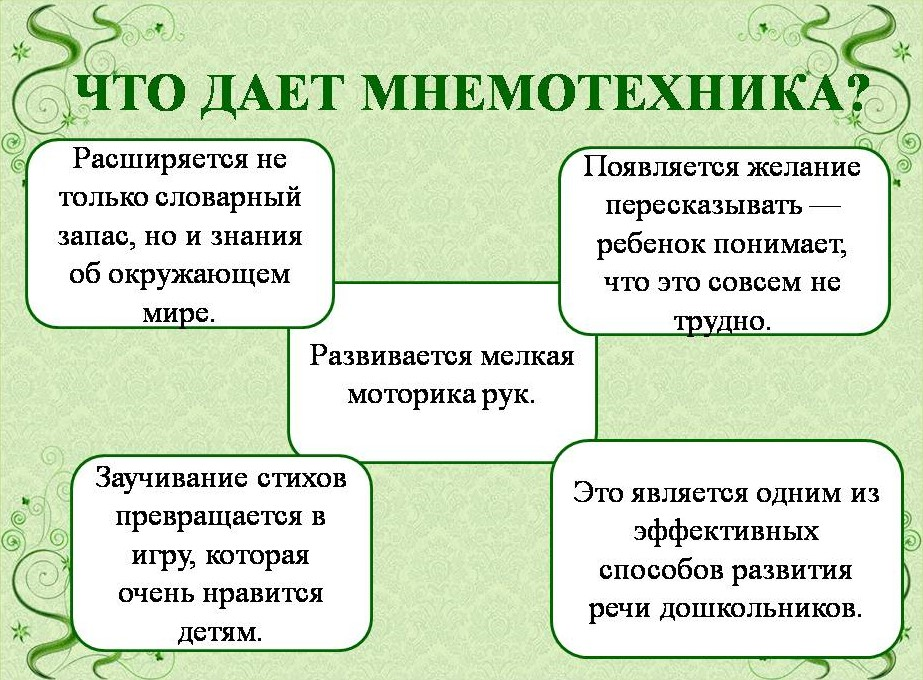 ЧТО ДАЕТ МНЕМОТЕХНИКА?
Расширяется не
только словарный
запас, но и знания
об окружающем
мире.
Появляется желание
пересказывать —
ребенок понимает,
что это совсем не
трудно.
Развивается мелкая
моторика рук.
Заучивание стихов
превращается в
игру, которая
очень нравится
детям.
Это является одним из
эффективных
способов развития
речи дошкольников.